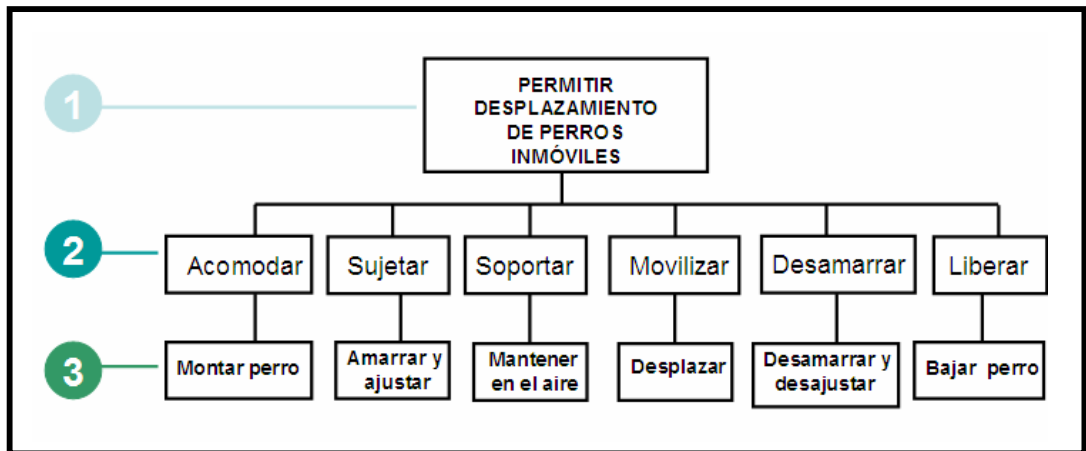 1
PERMITIR
DESPLAZAMIENTO
DE PERROS
INMÓVILES
2
Acomodar
Sujetar
Soportar
Movilizar
Desamarrar
Liberar
3
Montar perro
Amarrar y
ajustar
Mantener
en el aire
Desplazar
Desamarrar y
desajustar
Bajar perro